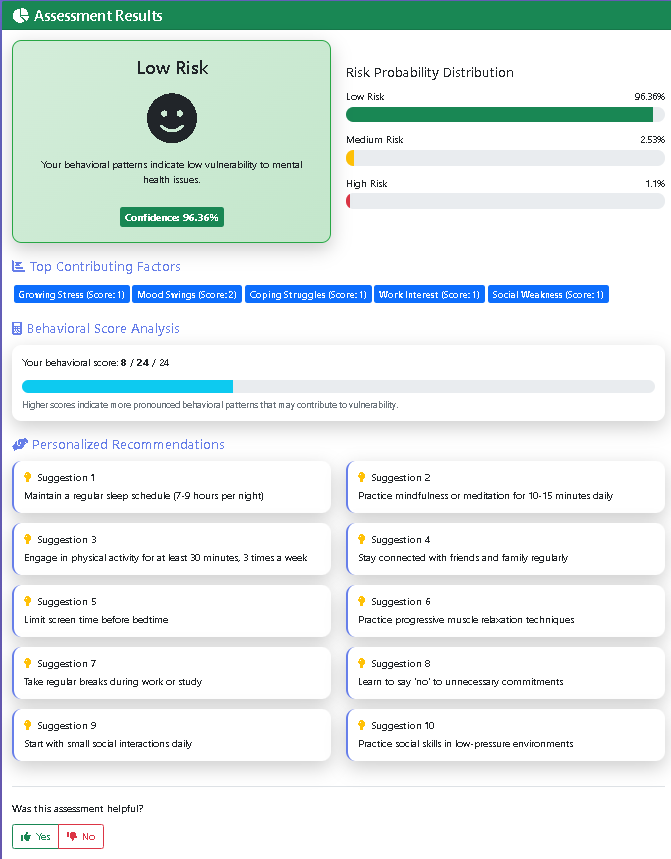 Assessment Results
Low Risk
Your behavioral patterns indicate low vulnerability to mental
health issues.
Confidence: 96.36%
Risk Probability Distribution
Low Risk 96.36%
Medium Risk 2.53%
High Risk 1.1%
Top Contributing Factors
Growing Stress (Score: 1) Mood Swings (Score: 2) Coping Struggles (Score: 1) Work Interest (Score: 1) Social Weakness (Score: 1)
Behavioral Score Analysis
Your behavioral score: 8 / 24 / 24
Higher scores indicate more pronounced behavioral patterns that may contribute to vulnerability.
Personalized Recommendations
Suggestion 1
Maintain a regular sleep schedule (7-9 hours per night)
Suggestion 2
Practice mindfulness or meditation for 10-15 minutes daily
Suggestion 3
Engage in physical activity for at least 30 minutes, 3 times a week
Suggestion 4
Stay connected with friends and family regularly
Suggestion 5
Limit screen time before bedtime
Suggestion 6
Practice progressive muscle relaxation techniques
Suggestion 7
Take regular breaks during work or study
Suggestion 8
Learn to say 'no' to unnecessary commitments
Suggestion 9
Start with small social interactions daily
Suggestion 10
Practice social skills in low-pressure environments
Was this assessment helpful?
Yes No